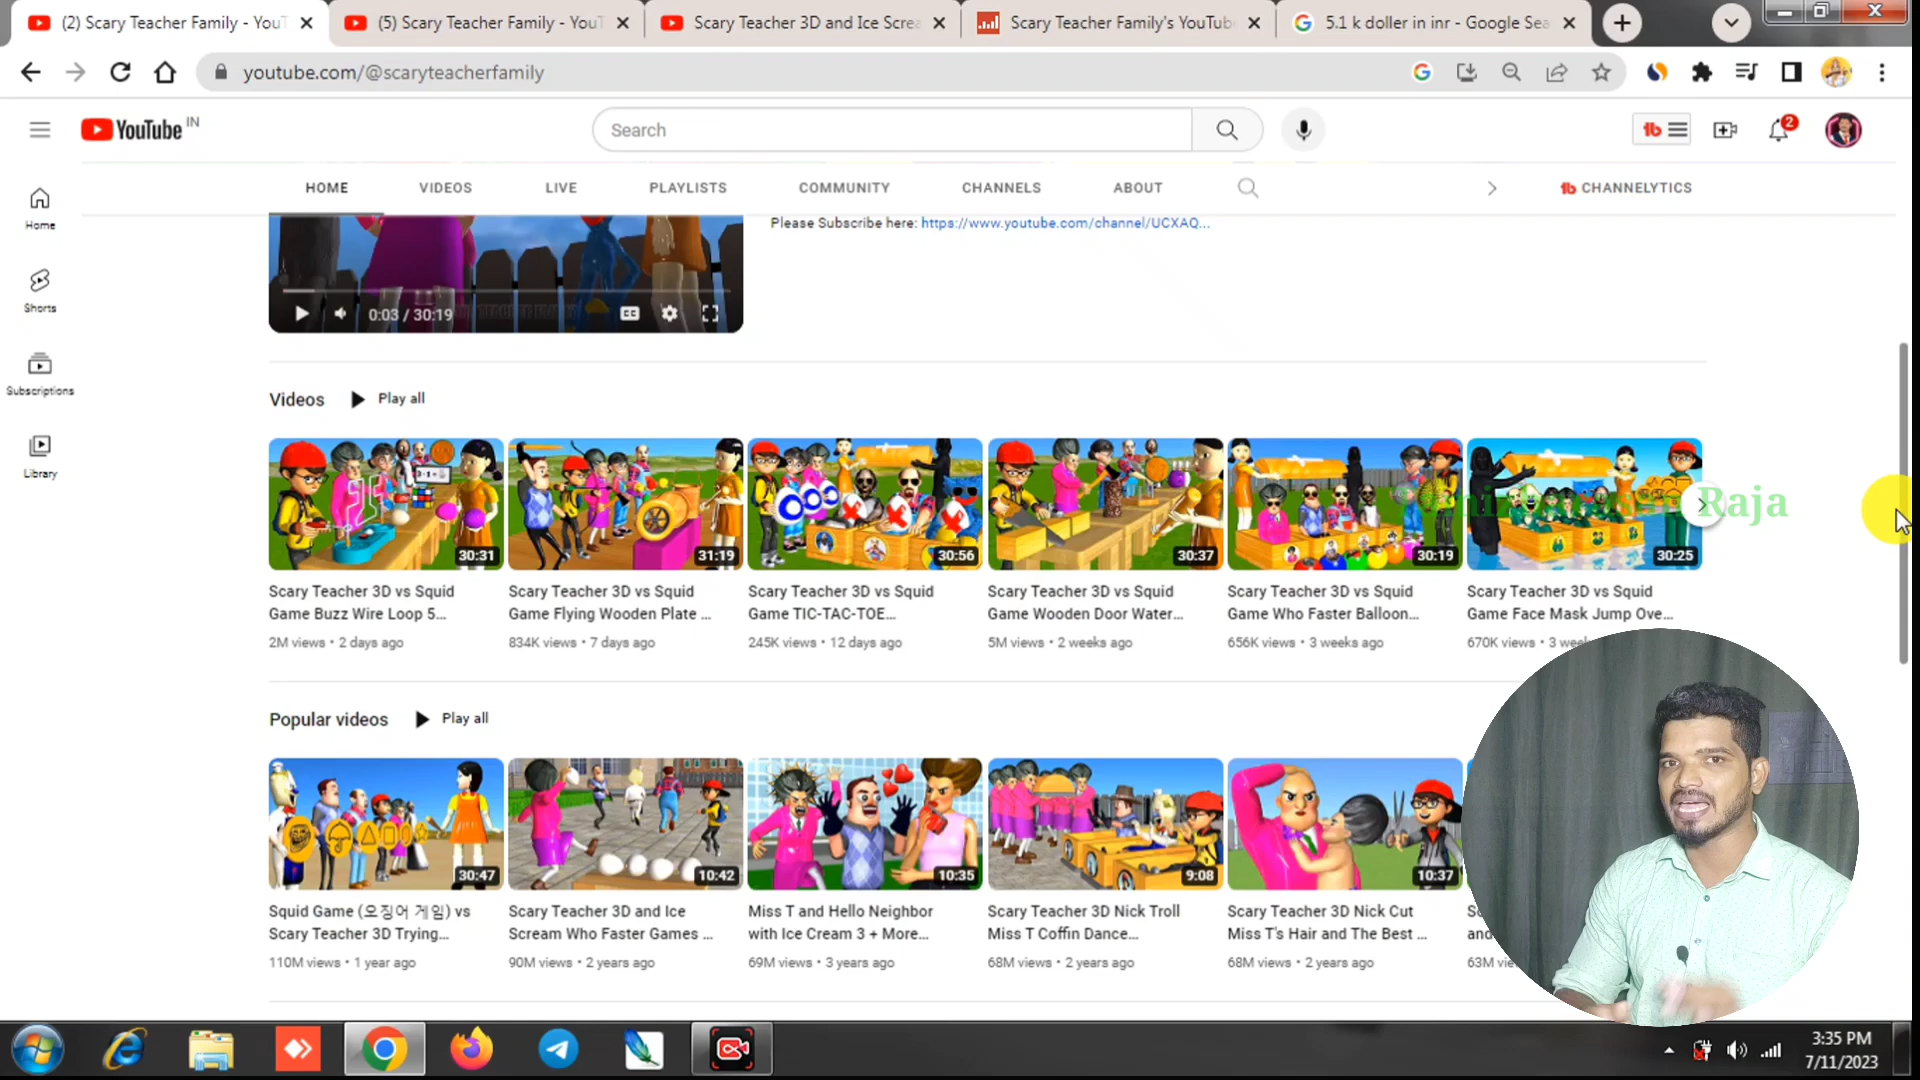 (2) Scary Teacher Family - YouT
(5) Scary Teacher Family - YouT
Scary Teacher 3D and Ice Screa
Scary Teacher Family's YouTube
5.1 k doller in inr - Google Sea
youtube.com/@scaryteacherfamily
YouTube IN
Search
2
HOME
VIDEOS
LIVE
PLAYLISTS
COMMUNITY
CHANNELS
ABOUT
CHANNELYTICS
Home
Shorts
Subscriptions
Library
Please Subscribe here: https://www.youtube.com/channel/UCXAQ...
0:03 / 30:19
Videos
Play all
30:31
31:19
30:56
30:37
30:19
30:25
Raja
Scary Teacher 3D vs Squid
Game Buzz Wire Loop 5...
2M views • 2 days ago
Scary Teacher 3D vs Squid
Game Flying Wooden Plate ...
834K views • 7 days ago
Scary Teacher 3D vs Squid
Game TIC-TAC-TOE...
245K views • 12 days ago
Scary Teacher 3D vs Squid
Game Wooden Door Water...
5M views • 2 weeks ago
Scary Teacher 3D vs Squid
Game Who Faster Balloon...
656K views • 3 weeks ago
Scary Teacher 3D vs Squid
Game Face Mask Jump Ove...
670K views • 3 week
Popular videos
Play all
30:47
10:42
10:35
9:08
10:37
Squid Game (오징어 게임) vs
Scary Teacher 3D Trying...
110M views • 1 year ago
Scary Teacher 3D and Ice
Scream Who Faster Games ...
90M views • 2 years ago
Miss T and Hello Neighbor
with Ice Cream 3 + More...
69M views • 3 years ago
Scary Teacher 3D Nick Troll
Miss T Coffin Dance...
68M views • 2 years ago
Scary Teacher 3D Nick Cut
Miss T's Hair and The Best ...
68M views • 2 years ago
and
63M
3:35 PM
7/11/2023